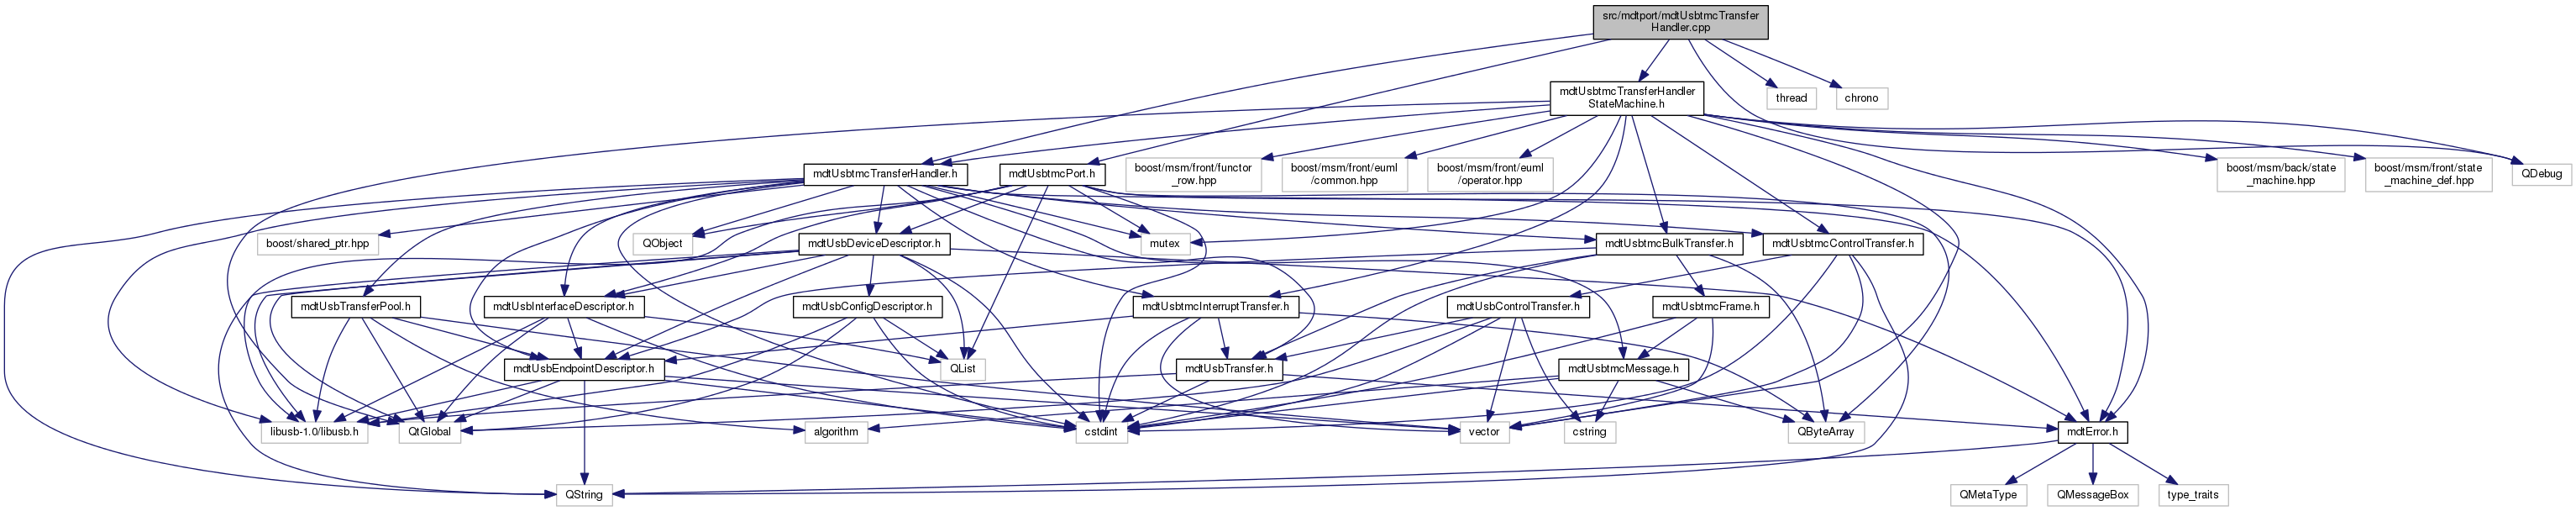 src/mdtport/mdtUsbtmcTransfer
Handler.cpp
mdtUsbtmcTransferHandler
StateMachine.h
thread
chrono
mdtUsbtmcTransferHandler.h
mdtUsbtmcPort.h
boost/msm/front/functor
_row.hpp
boost/msm/front/euml
/common.hpp
boost/msm/front/euml
/operator.hpp
boost/msm/back/state
_machine.hpp
boost/msm/front/state
_machine_def.hpp
QDebug
boost/shared_ptr.hpp
QObject
mdtUsbDeviceDescriptor.h
mutex
mdtUsbtmcBulkTransfer.h
mdtUsbtmcControlTransfer.h
mdtUsbTransferPool.h
mdtUsbInterfaceDescriptor.h
mdtUsbConfigDescriptor.h
mdtUsbtmcInterruptTransfer.h
mdtUsbControlTransfer.h
mdtUsbtmcFrame.h
mdtUsbEndpointDescriptor.h
QList
mdtUsbTransfer.h
mdtUsbtmcMessage.h
libusb-1.0/libusb.h
QtGlobal
algorithm
cstdint
vector
cstring
QByteArray
mdtError.h
QString
QMetaType
QMessageBox
type_traits